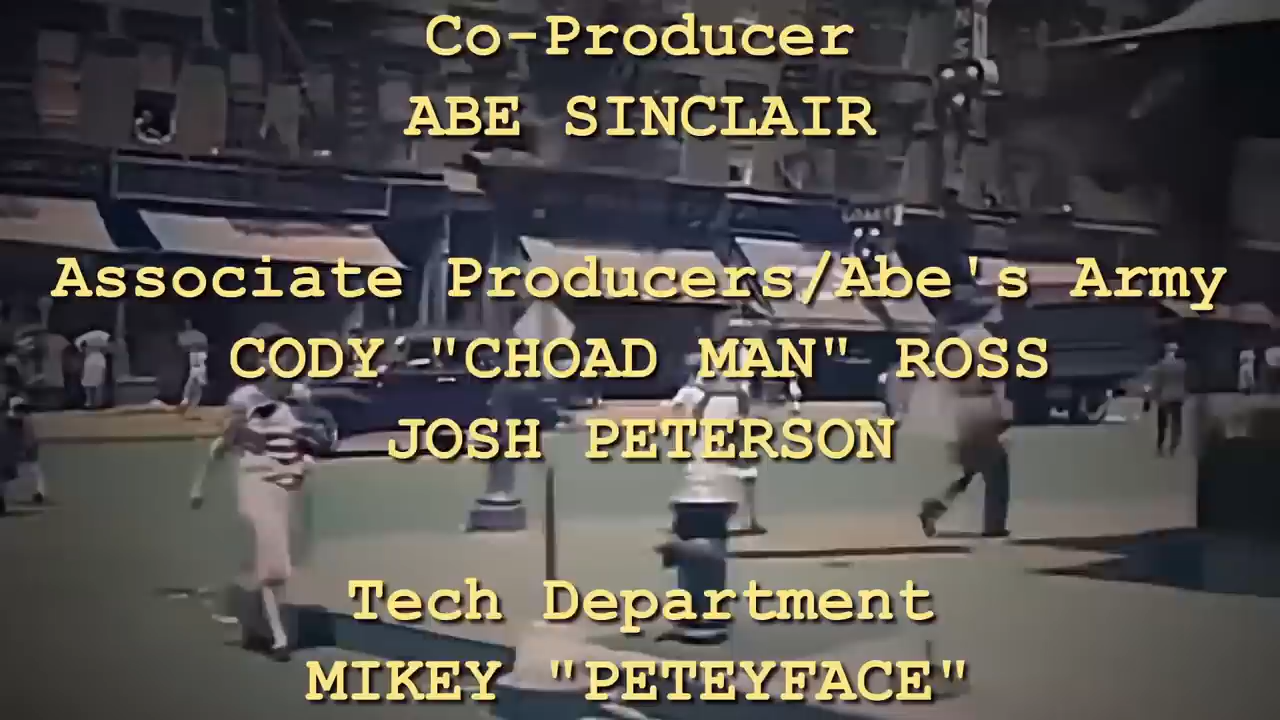 Co-Producer
ABE SINCLAIR
Associate Producers/Abe's Army
CODY "CHOAD MAN" ROSS
JOSH PETERSON
Tech Department
MIKEY "PETEYFACE"